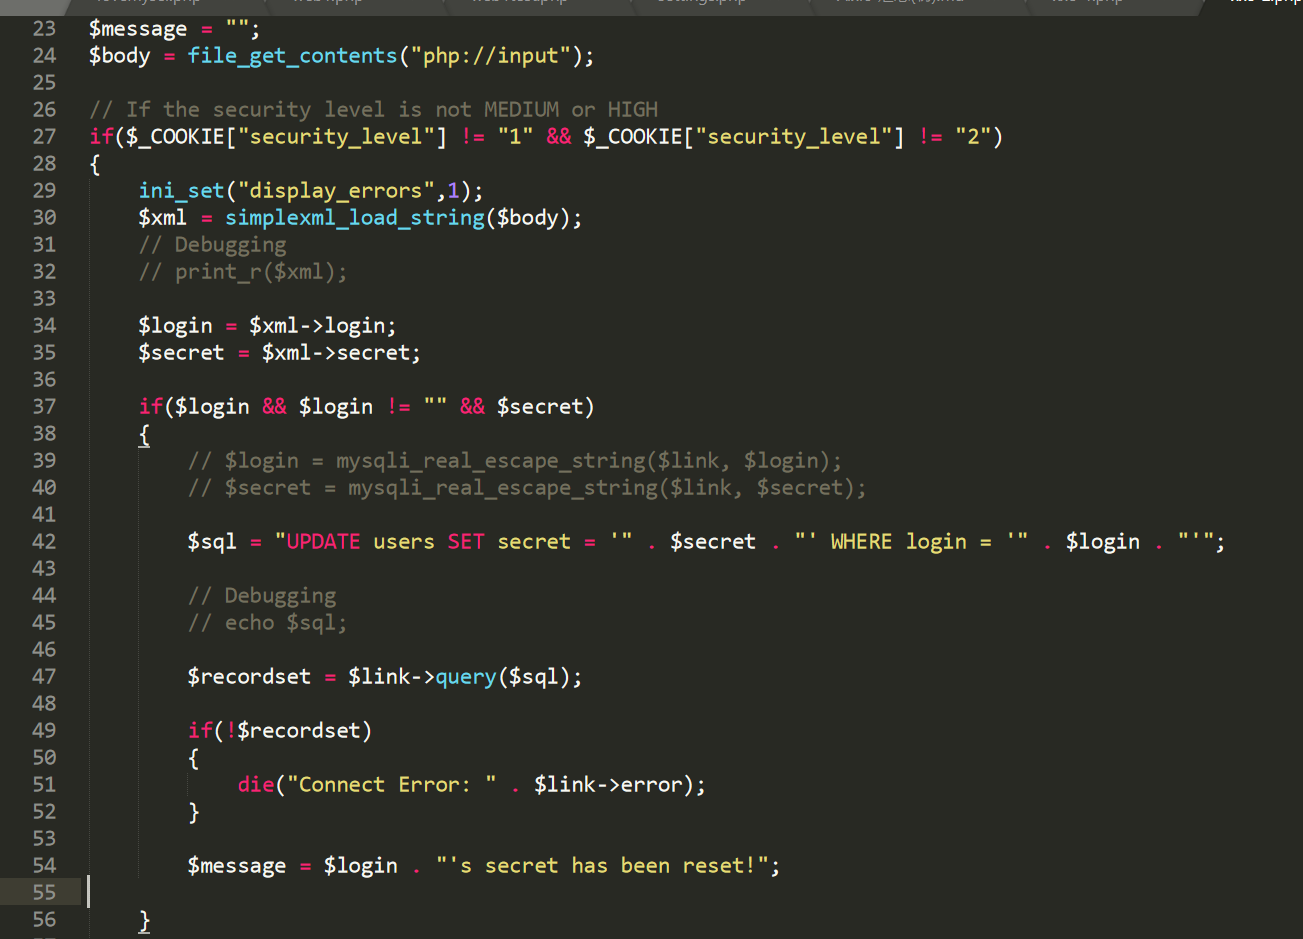 23 $message = "";
24 $body = file_get_contents("php://input");
25
26 // If the security level is not MEDIUM or HIGH
27 if($_COOKIE["security_level"] != "1" && $_COOKIE["security_level"] != "2")
28 {
29     ini_set("display_errors",1);
30     $xml = simplexml_load_string($body);
31     // Debugging
32     // print_r($xml);
33
34     $login = $xml->login;
35     $secret = $xml->secret;
36
37     if($login && $login != "" && $secret)
38     {
39         // $login = mysqli_real_escape_string($link, $login);
40         // $secret = mysqli_real_escape_string($link, $secret);
41
42         $sql = "UPDATE users SET secret = '" . $secret . "' WHERE login = '" . $login . "'";
43
44         // Debugging
45         // echo $sql;
46
47         $recordset = $link->query($sql);
48
49         if(!$recordset)
50         {
51             die("Connect Error: " . $link->error);
52         }
53
54         $message = $login . "'s secret has been reset!";
55
56     }